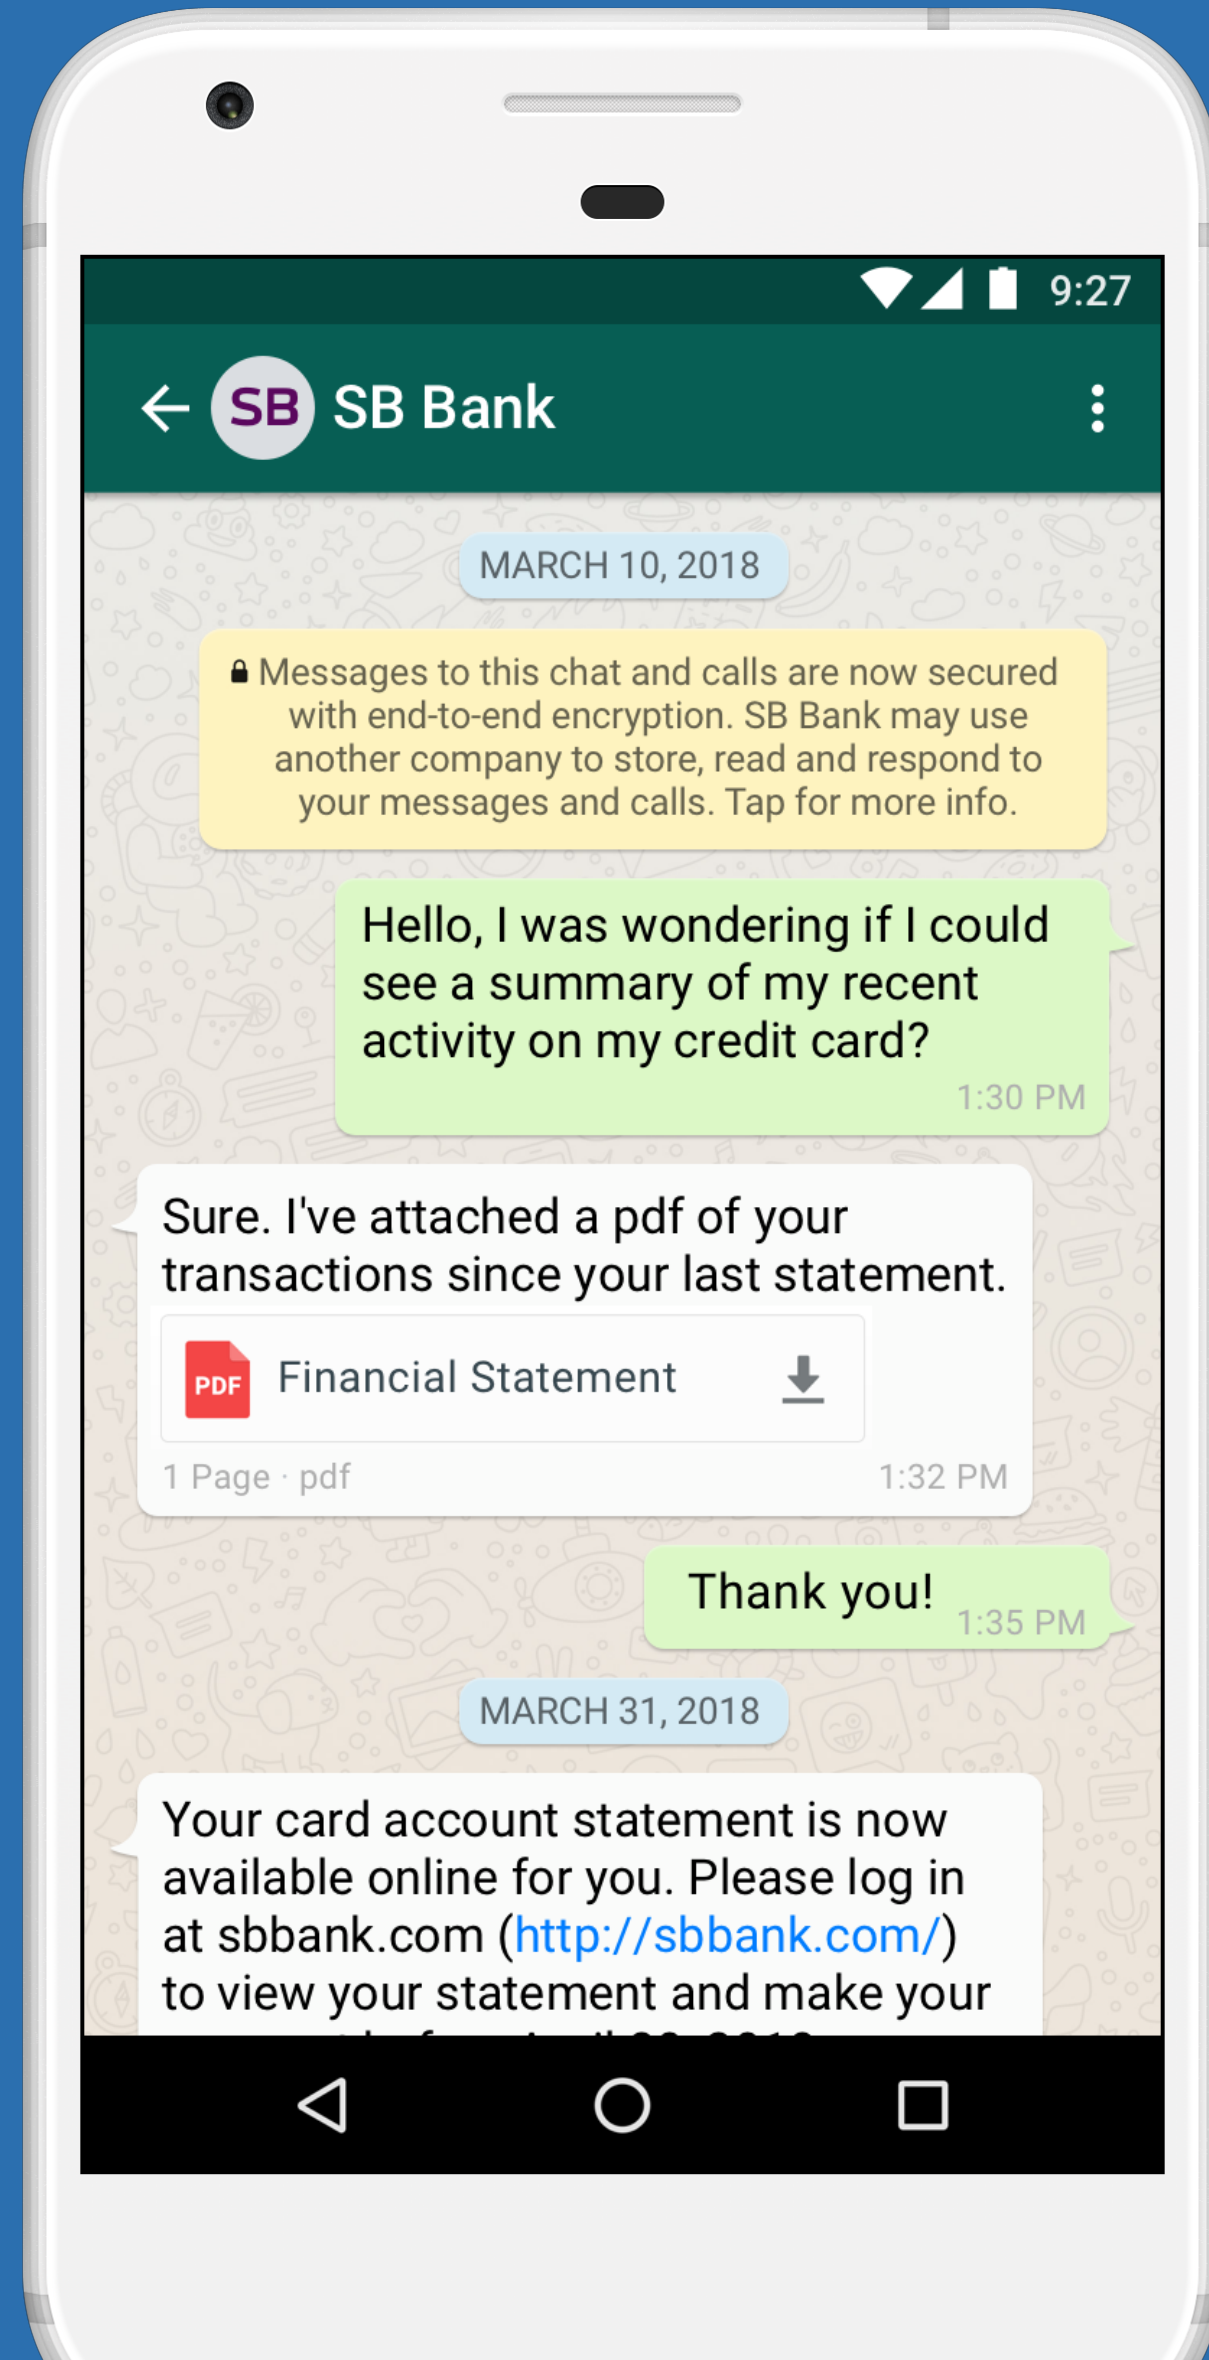 9:27
SB SB Bank
MARCH 10, 2018
Messages to this chat and calls are now secured
with end-to-end encryption. SB Bank may use
another company to store, read and respond to
your messages and calls. Tap for more info.
Hello, I was wondering if I could
see a summary of my recent
activity on my credit card?
1:30 PM
Sure. I've attached a pdf of your
transactions since your last statement.
PDF Financial Statement
1 Page · pdf 1:32 PM
Thank you!
1:35 PM
MARCH 31, 2018
Your card account statement is now
available online for you. Please log in
at sbbank.com (http://sbbank.com/)
to view your statement and make your